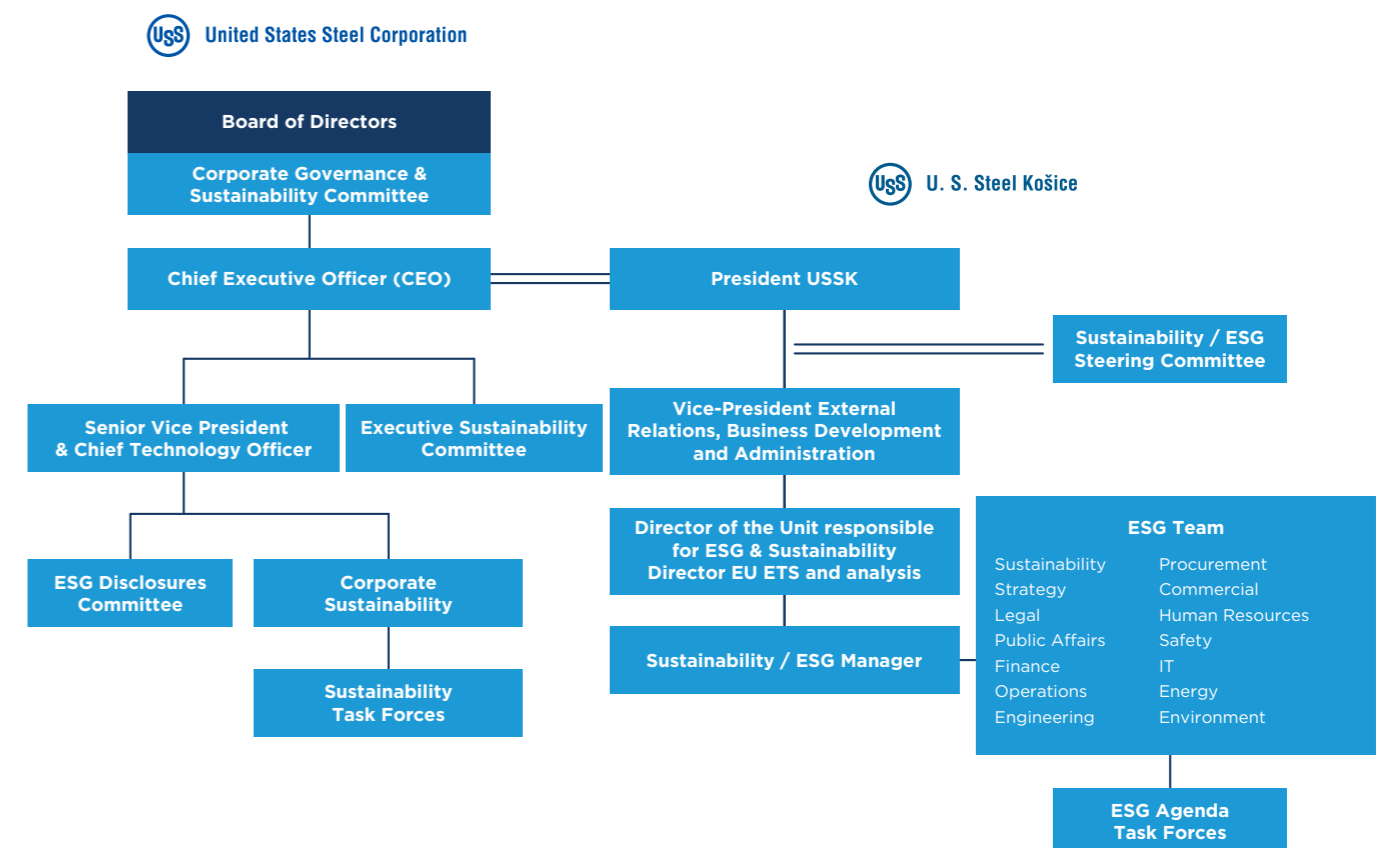 USS United States Steel Corporation
Board of Directors
Corporate Governance &
Sustainability Committee
USS U. S. Steel Košice
Chief Executive Officer (CEO)
President USSK
Sustainability / ESG
Steering Committee
Senior Vice President
& Chief Technology Officer
Executive Sustainability
Committee
Vice-President External
Relations, Business Development
and Administration
Director of the Unit responsible
for ESG & Sustainability
Director EU ETS and analysis
ESG Disclosures
Committee
Corporate
Sustainability
Sustainability / ESG Manager
Sustainability
Task Forces
ESG Team
Sustainability
Strategy
Legal
Public Affairs
Finance
Operations
Engineering
Procurement
Commercial
Human Resources
Safety
IT
Energy
Environment
ESG Agenda
Task Forces